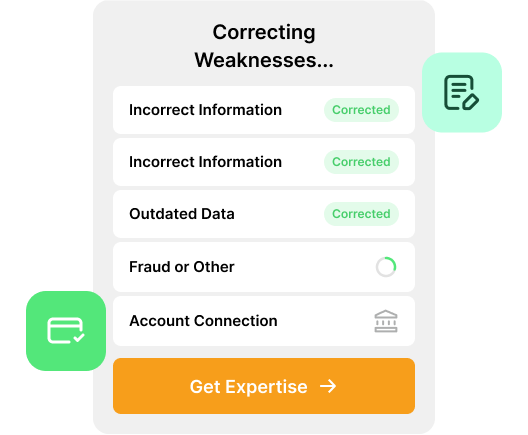 Correcting
Weaknesses...
Incorrect Information Corrected
Incorrect Information Corrected
Outdated Data Corrected
Fraud or Other
Account Connection
Get Expertise →